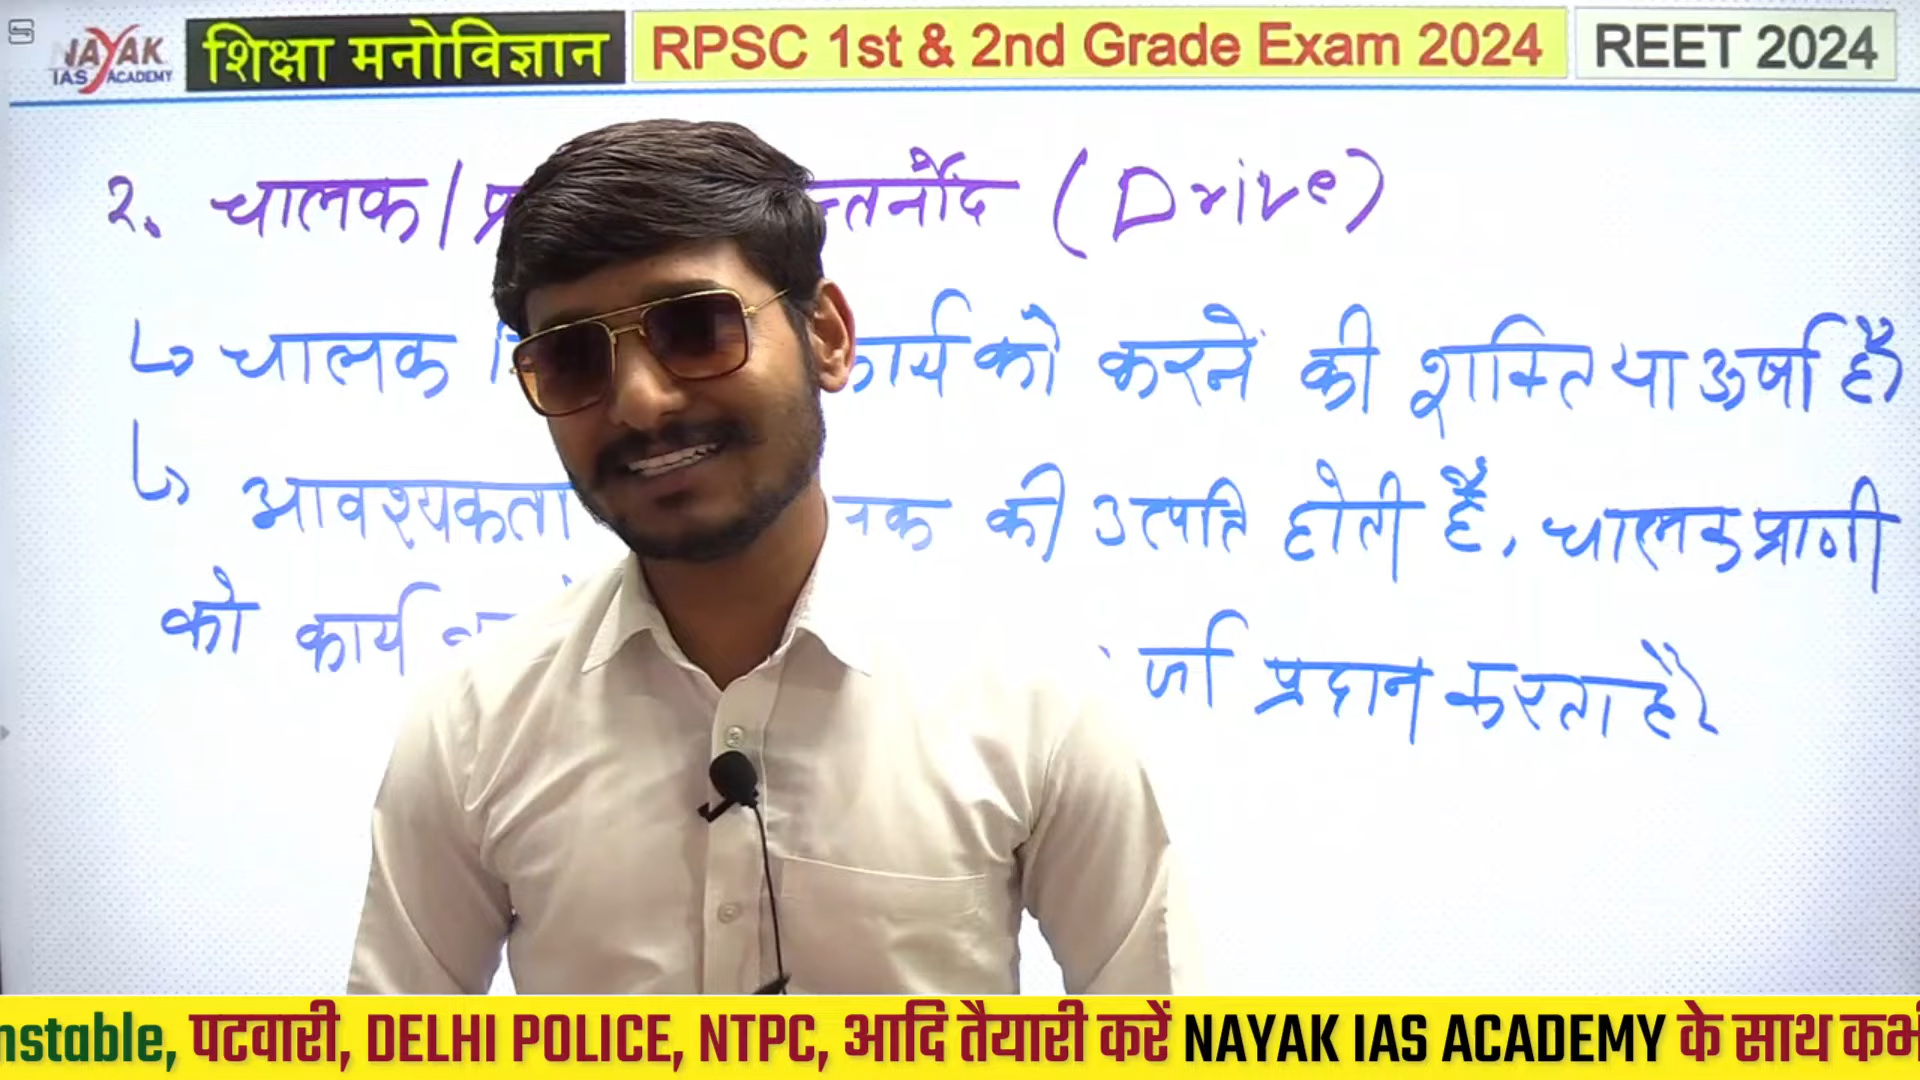 NAYAK
IAS ACADEMY
शिक्षा मनोविज्ञान
RPSC 1st & 2nd Grade Exam 2024
REET 2024
2. चालक / प्र न्तर्नोद (Drive)
↳ चालक कार्य को करने की शक्ति या ऊर्जा है।
↳ आवश्यकता की उत्पति होती है, चालक प्राणी
को कार्य र्जा प्रदान करता है।
nstable, पटवारी, DELHI POLICE, NTPC, आदि तैयारी करें NAYAK IAS ACADEMY के साथ कभी